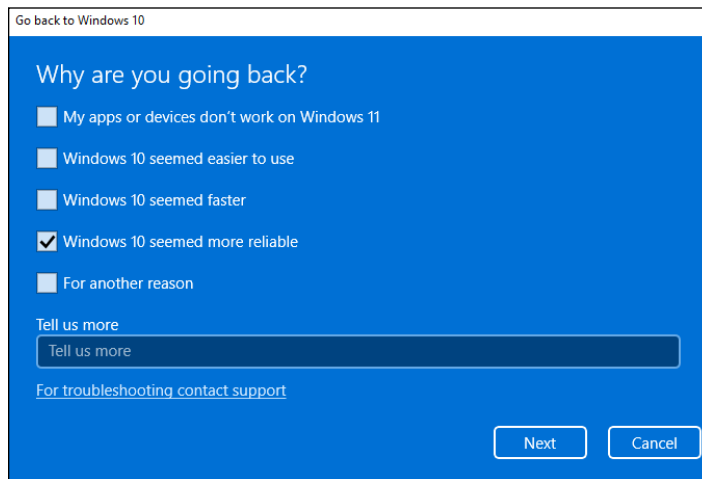 Go back to Windows 10
Why are you going back?
My apps or devices don't work on Windows 11
Windows 10 seemed easier to use
Windows 10 seemed faster
Windows 10 seemed more reliable
For another reason
Tell us more
Tell us more
For troubleshooting contact support
Next Cancel